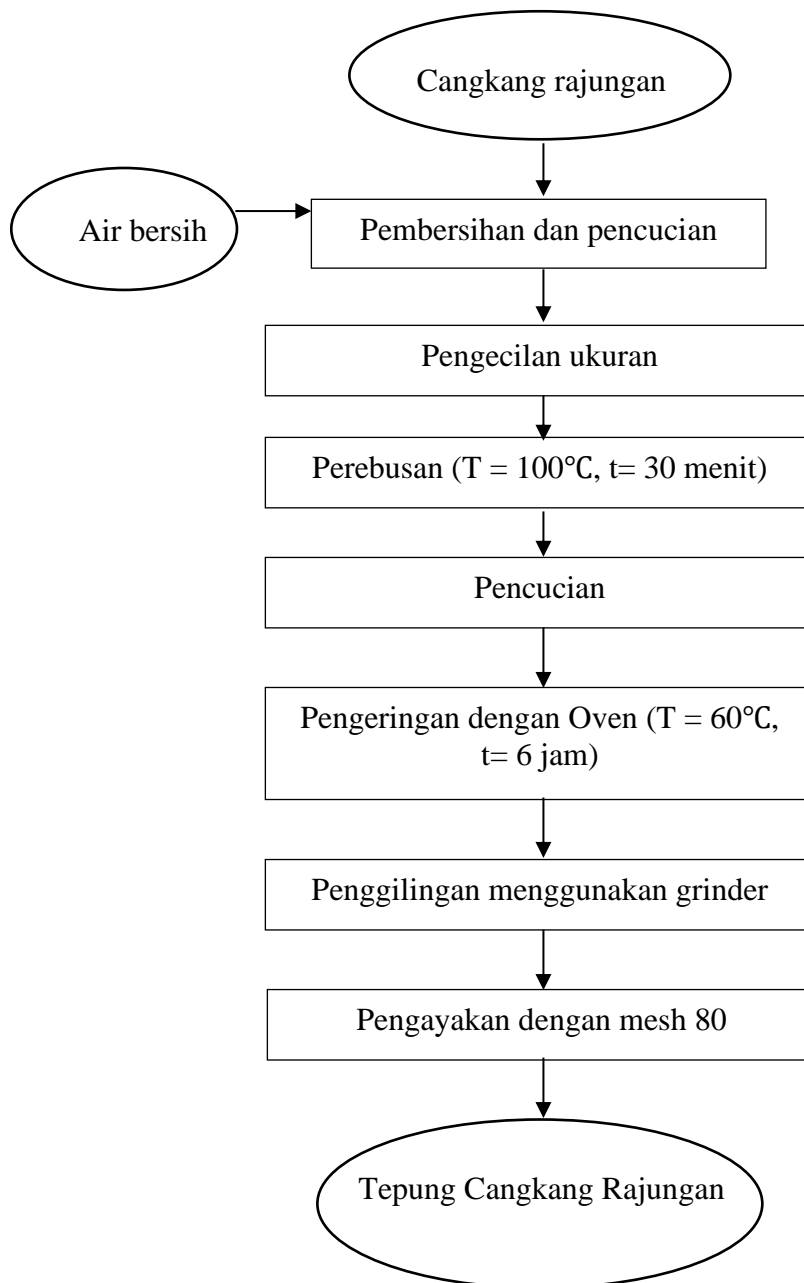 Cangkang rajungan
Air bersih
Pembersihan dan pencucian
Pengecilan ukuran
Perebusan (T = 100℃, t= 30 menit)
Pencucian
Pengeringan dengan Oven (T = 60℃,
t= 6 jam)
Penggilingan menggunakan grinder
Pengayakan dengan mesh 80
Tepung Cangkang Rajungan